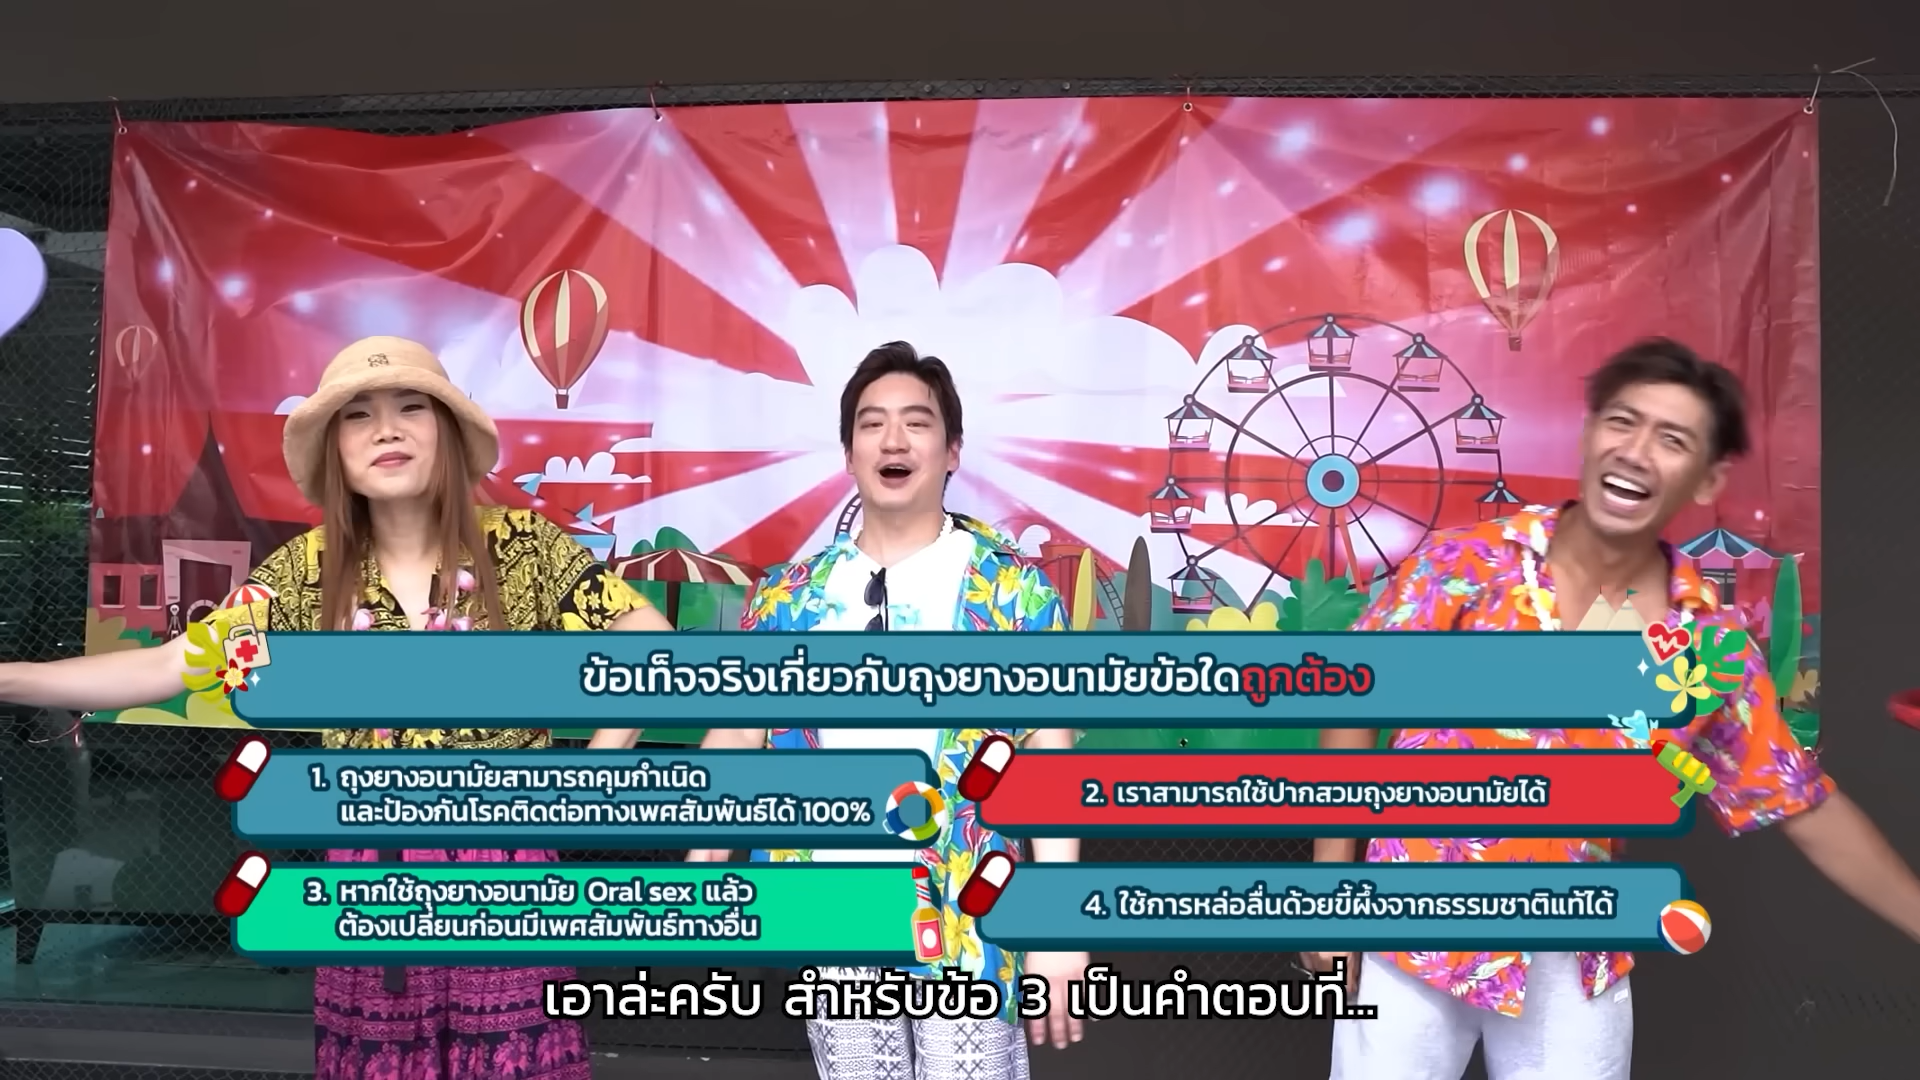 ข้อเท็จจริงเกี่ยวกับถุงยางอนามัยข้อใดถูกต้อง
1. ถุงยางอนามัยสามารถคุมกำเนิด
และป้องกันโรคติดต่อทางเพศสัมพันธ์ได้ 100%
2. เราสามารถใช้ปากสวมถุงยางอนามัยได้
3. หากใช้ถุงยางอนามัย Oral sex แล้ว
ต้องเปลี่ยนก่อนมีเพศสัมพันธ์ทางอื่น
4. ใช้การหล่อลื่นด้วยขี้ผึ้งจากธรรมชาติแท้ได้
เอาล่ะครับ สำหรับข้อ 3 เป็นคำตอบที่...